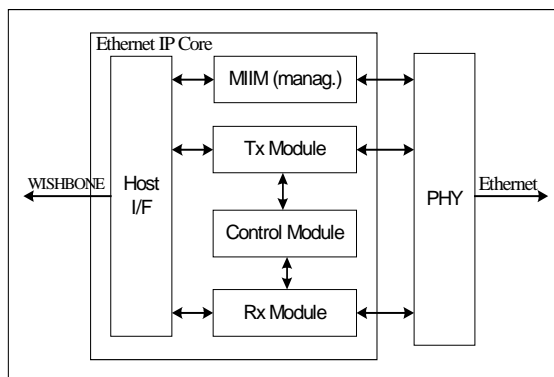 Ethernet IP Core
MIIM (manag.)
Tx Module
WISHBONE
Host
I/F
PHY
Ethernet
Control Module
Rx Module